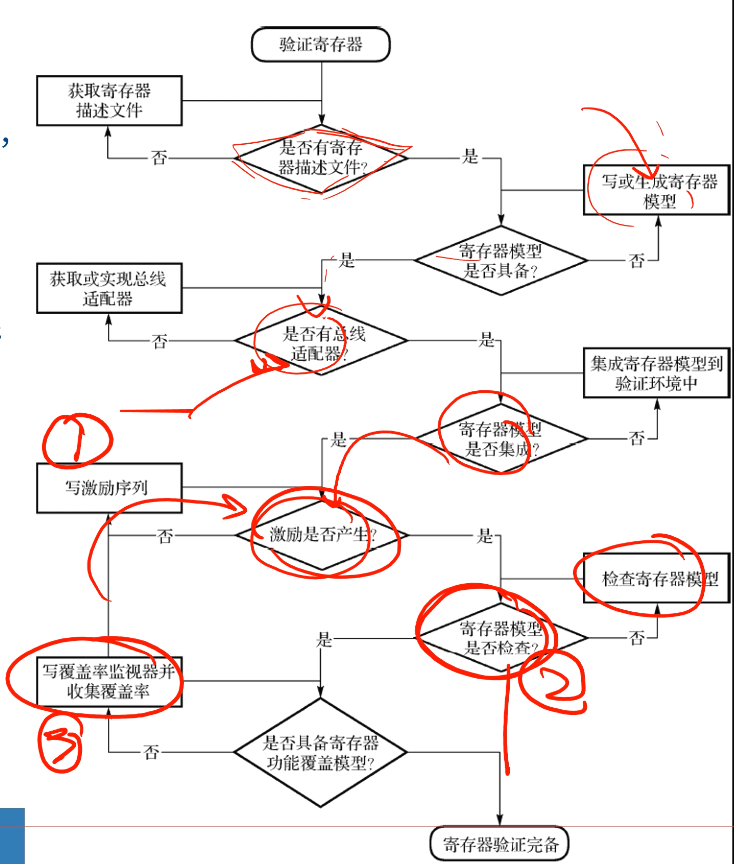 验证寄存器
获取寄存器
描述文件
，
是否有寄存
器描述文件?
否
是
写或生成寄存器
模型
寄存器模型
是否具备?
是
否
获取或实现总线
适配器
是否有总线
适配器?
否
是
集成寄存器模型到
验证环境中
寄存器模型
是否集成?
是
否
1
写激励序列
激励是否产生?
否
是
检查寄存器模型
寄存器模型
是否检查?
是
否
2
写覆盖率监视器并
收集覆盖率
3
是否具备寄存器
功能覆盖模型?
否
寄存器验证完备